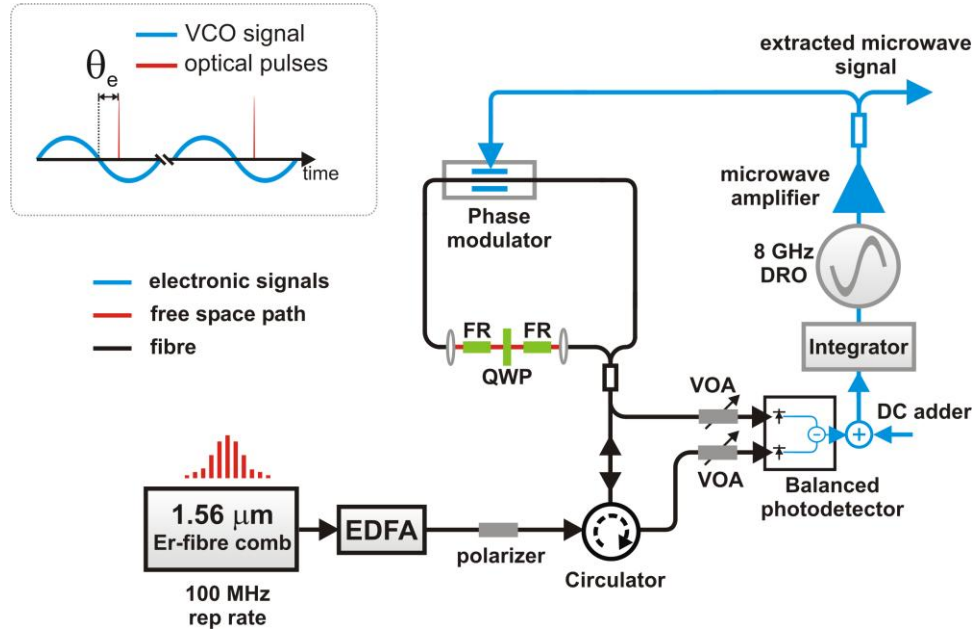 VCO signal
optical pulses
θe
time
extracted microwave
signal
microwave
amplifier
Phase
modulator
8 GHz
DRO
electronic signals
free space path
fibre
FR
FR
QWP
Integrator
VOA
DC adder
VOA
Balanced
photodetector
1.56 μm
Er-fibre comb
EDFA
polarizer
Circulator
100 MHz
rep rate